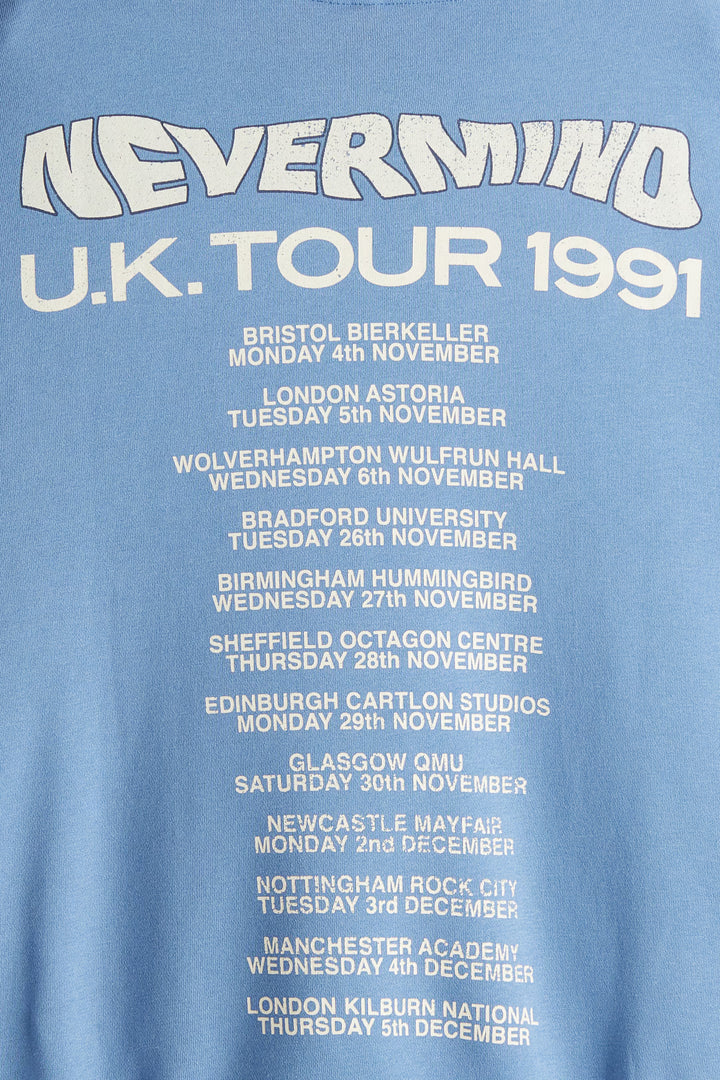 NEVERMIND
U.K. TOUR 1991
BRISTOL BIERKELLER
MONDAY 4th NOVEMBER
LONDON ASTORIA
TUESDAY 5th NOVEMBER
WOLVERHAMPTON WULFRUN HALL
WEDNESDAY 6th NOVEMBER
BRADFORD UNIVERSITY
TUESDAY 26th NOVEMBER
BIRMINGHAM HUMMINGBIRD
WEDNESDAY 27th NOVEMBER
SHEFFIELD OCTAGON CENTRE
THURSDAY 28th NOVEMBER
EDINBURGH CARTLON STUDIOS
MONDAY 29th NOVEMBER
GLASGOW QMU
SATURDAY 30th NOVEMBER
NEWCASTLE MAYFAIR
MONDAY 2nd DECEMBER
NOTTINGHAM ROCK CITY
TUESDAY 3rd DECEMBER
MANCHESTER ACADEMY
WEDNESDAY 4th DECEMBER
LONDON KILBURN NATIONAL
THURSDAY 5th DECEMBER